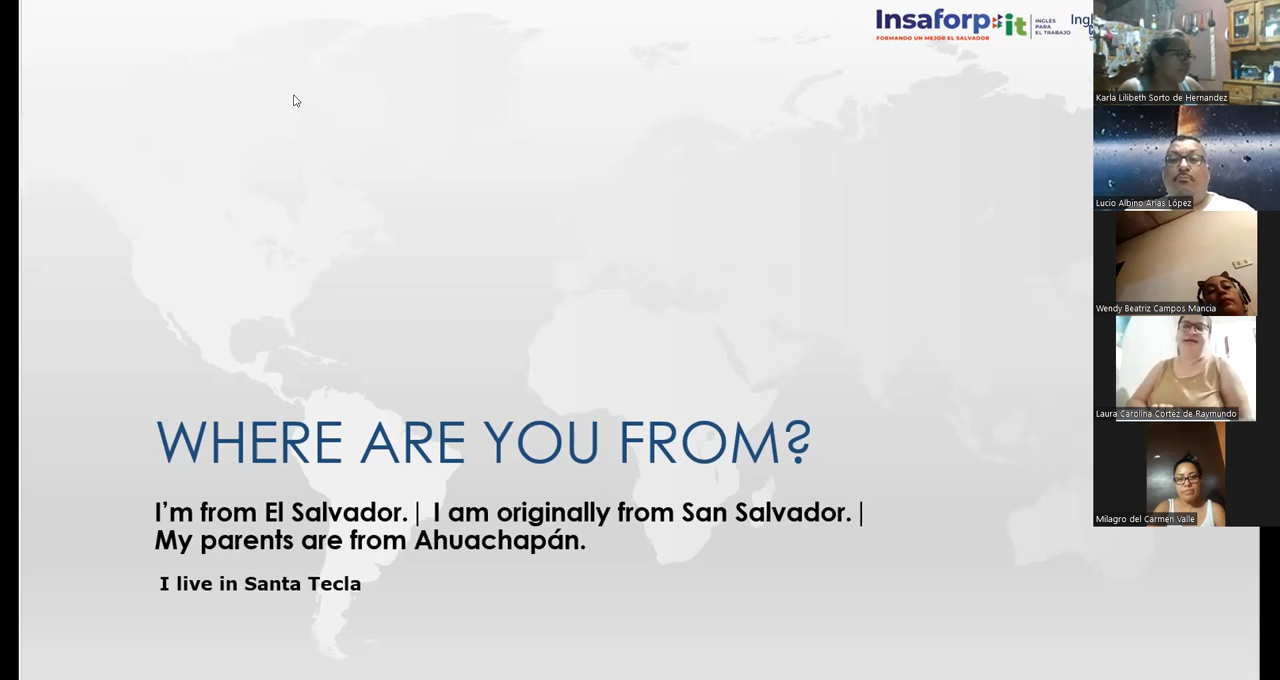 Insaforp
FORMANDO UN MEJOR EL SALVADOR
it
INGLÉS
PARA
EL TRABAJO
Karla Lilibeth Sorto de Hernandez
Lucio Albino Arias López
Wendy Beatriz Campos Mancia
Laura Carolina Cortéz de Raymundo
Milagro del Carmen Valle
WHERE ARE YOU FROM?
I'm from El Salvador. | I am originally from San Salvador. |
My parents are from Ahuachapán.
I live in Santa Tecla